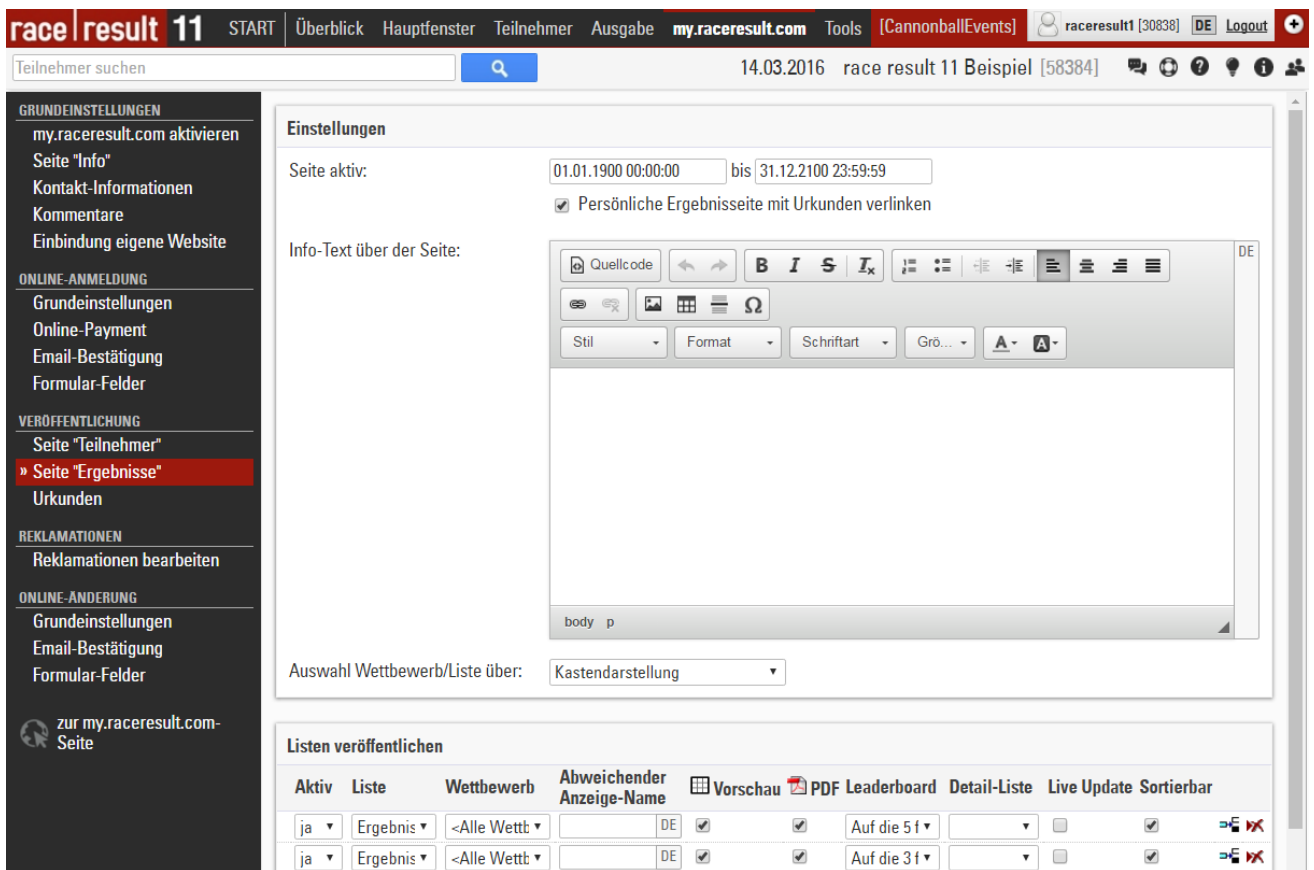 race result 11 START Überblick Hauptfenster Teilnehmer Ausgabe my.raceresult.com Tools [CannonballEvents] raceresult1 [30838] DE Logout
Teilnehmer suchen 14.03.2016 race result 11 Beispiel [58384]
GRUNDEINSTELLUNGEN
my.raceresult.com aktivieren
Seite "Info"
Kontakt-Informationen
Kommentare
Einbindung eigene Website
ONLINE-ANMELDUNG
Grundeinstellungen
Online-Payment
Email-Bestätigung
Formular-Felder
VERÖFFENTLICHUNG
Seite "Teilnehmer"
» Seite "Ergebnisse"
Urkunden
REKLAMATIONEN
Reklamationen bearbeiten
ONLINE-ÄNDERUNG
Grundeinstellungen
Email-Bestätigung
Formular-Felder
zur my.raceresult.com-
Seite
Einstellungen
Seite aktiv: 01.01.1900 00:00:00 bis 31.12.2100 23:59:59
Persönliche Ergebnisseite mit Urkunden verlinken
Info-Text über der Seite: DE
Quellcode B I S Ix
Ω
Stil Format Schriftart Grö... A A
body p
Auswahl Wettbewerb/Liste über: Kastendarstellung
Listen veröffentlichen
Aktiv Liste Wettbewerb Abweichender Anzeige-Name Vorschau PDF Leaderboard Detail-Liste Live Update Sortierbar
ja Ergebnis <Alle Wettb DE Auf die 5 f
ja Ergebnis <Alle Wettb DE Auf die 3 f